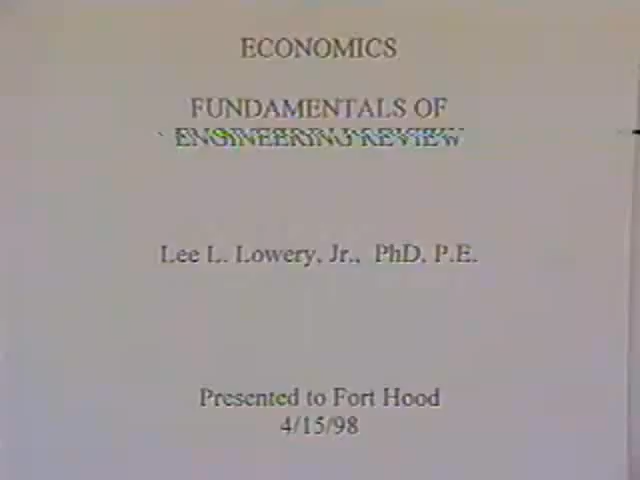 ECONOMICS
FUNDAMENTALS OF
ENGINEERING REVIEW
Lee L. Lowery, Jr., PhD, P.E.
Presented to Fort Hood
4/15/98